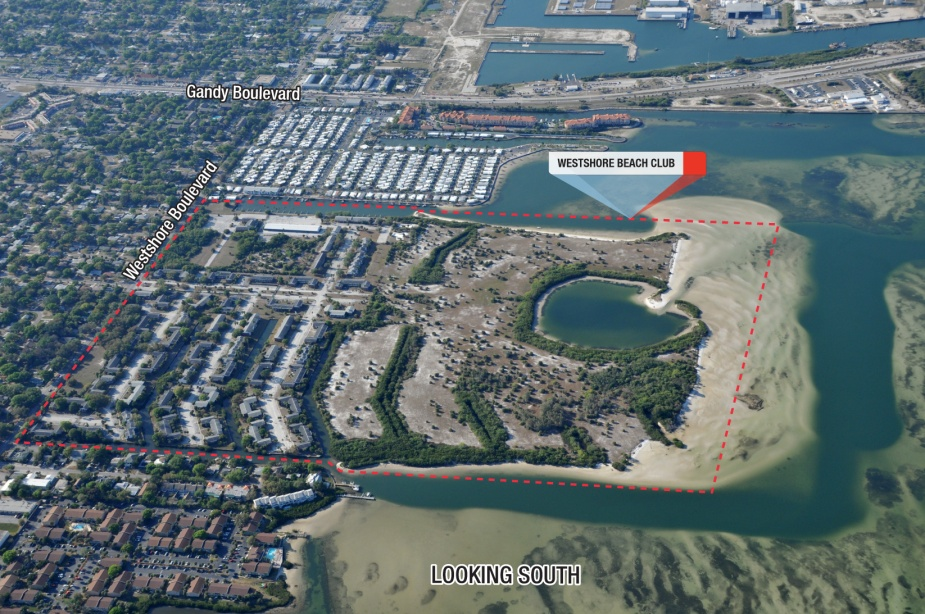 Gandy Boulevard
WESTSHORE BEACH CLUB
Westshore Boulevard
LOOKING SOUTH